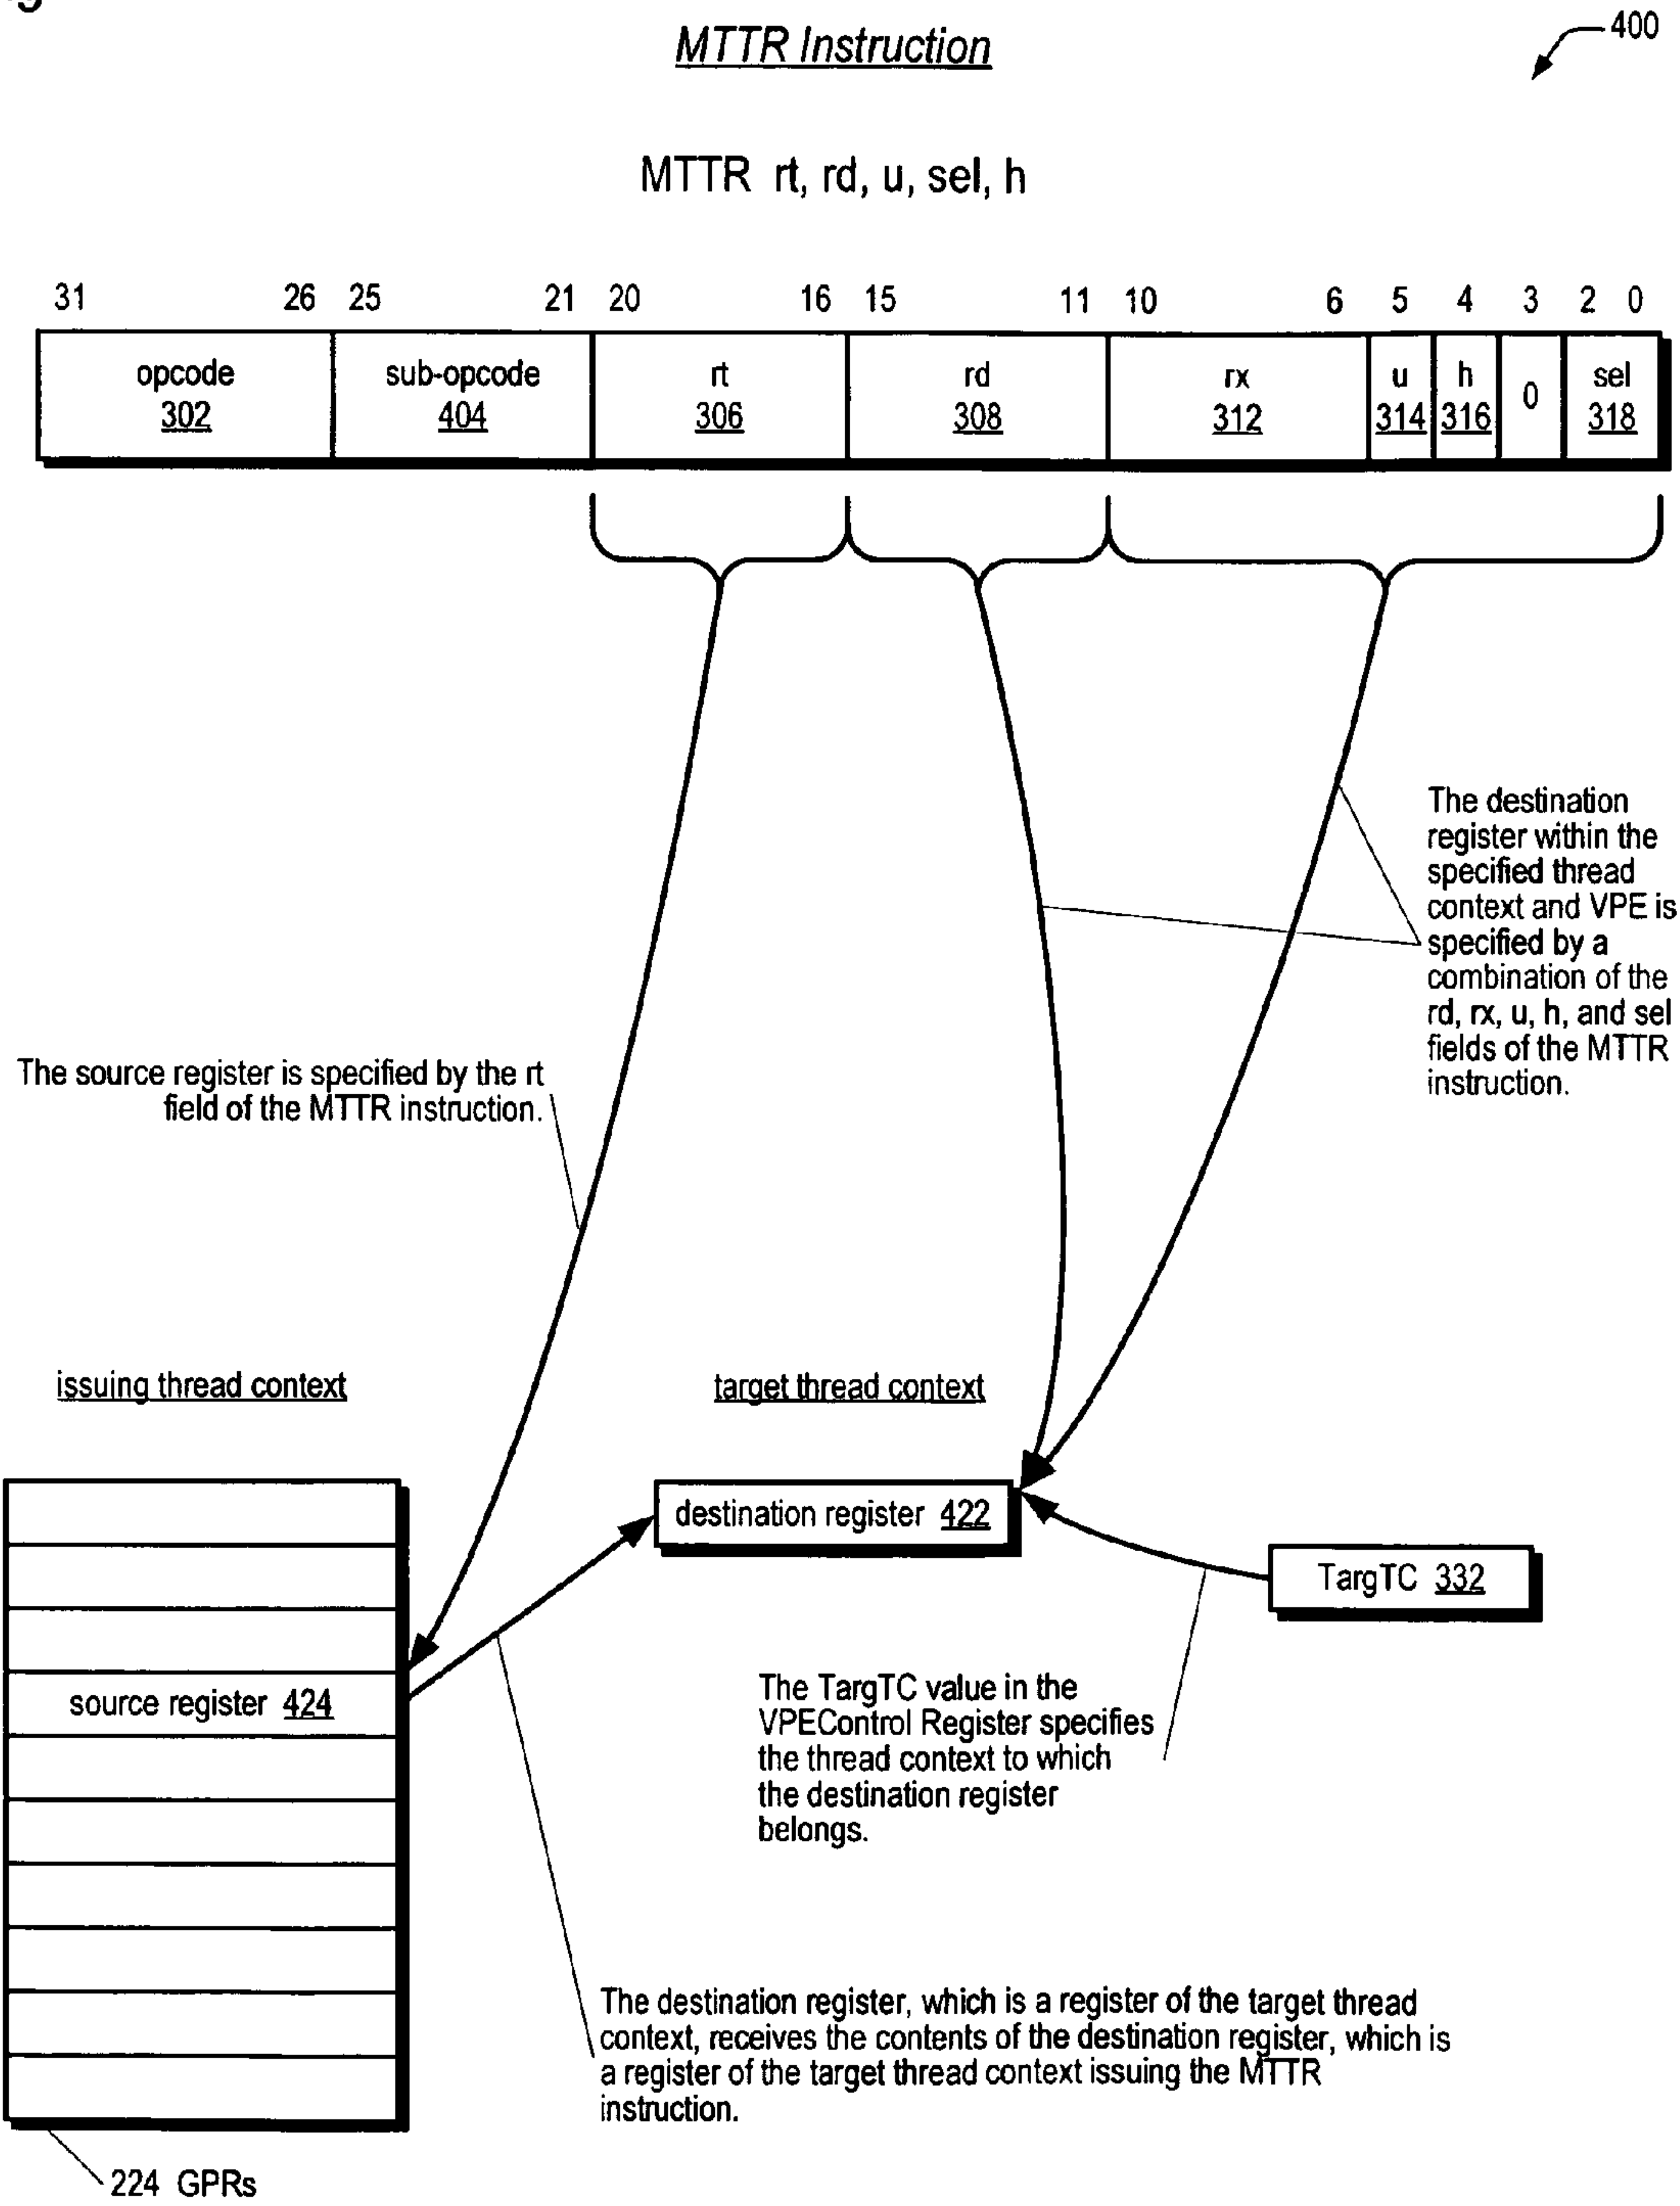 MTTR Instruction
400
MTTR rt, rd, u, sel, h
31 26 25 21 20 16 15 11 10 6 5 4 3 2 0
opcode sub-opcode rt rd rx u h 0 sel
302 404 306 308 312 314 316 318
The destination
register within the
specified thread
context and VPE is
specified by a
combination of the
rd, rx, u, h, and sel
fields of the MTTR
instruction.
The source register is specified by the rt
field of the MTTR instruction.
issuing thread context
target thread context
destination register 422
TargTC 332
source register 424
The TargTC value in the
VPEControl Register specifies
the thread context to which
the destination register
belongs.
The destination register, which is a register of the target thread
context, receives the contents of the destination register, which is
a register of the target thread context issuing the MTTR
instruction.
224 GPRs